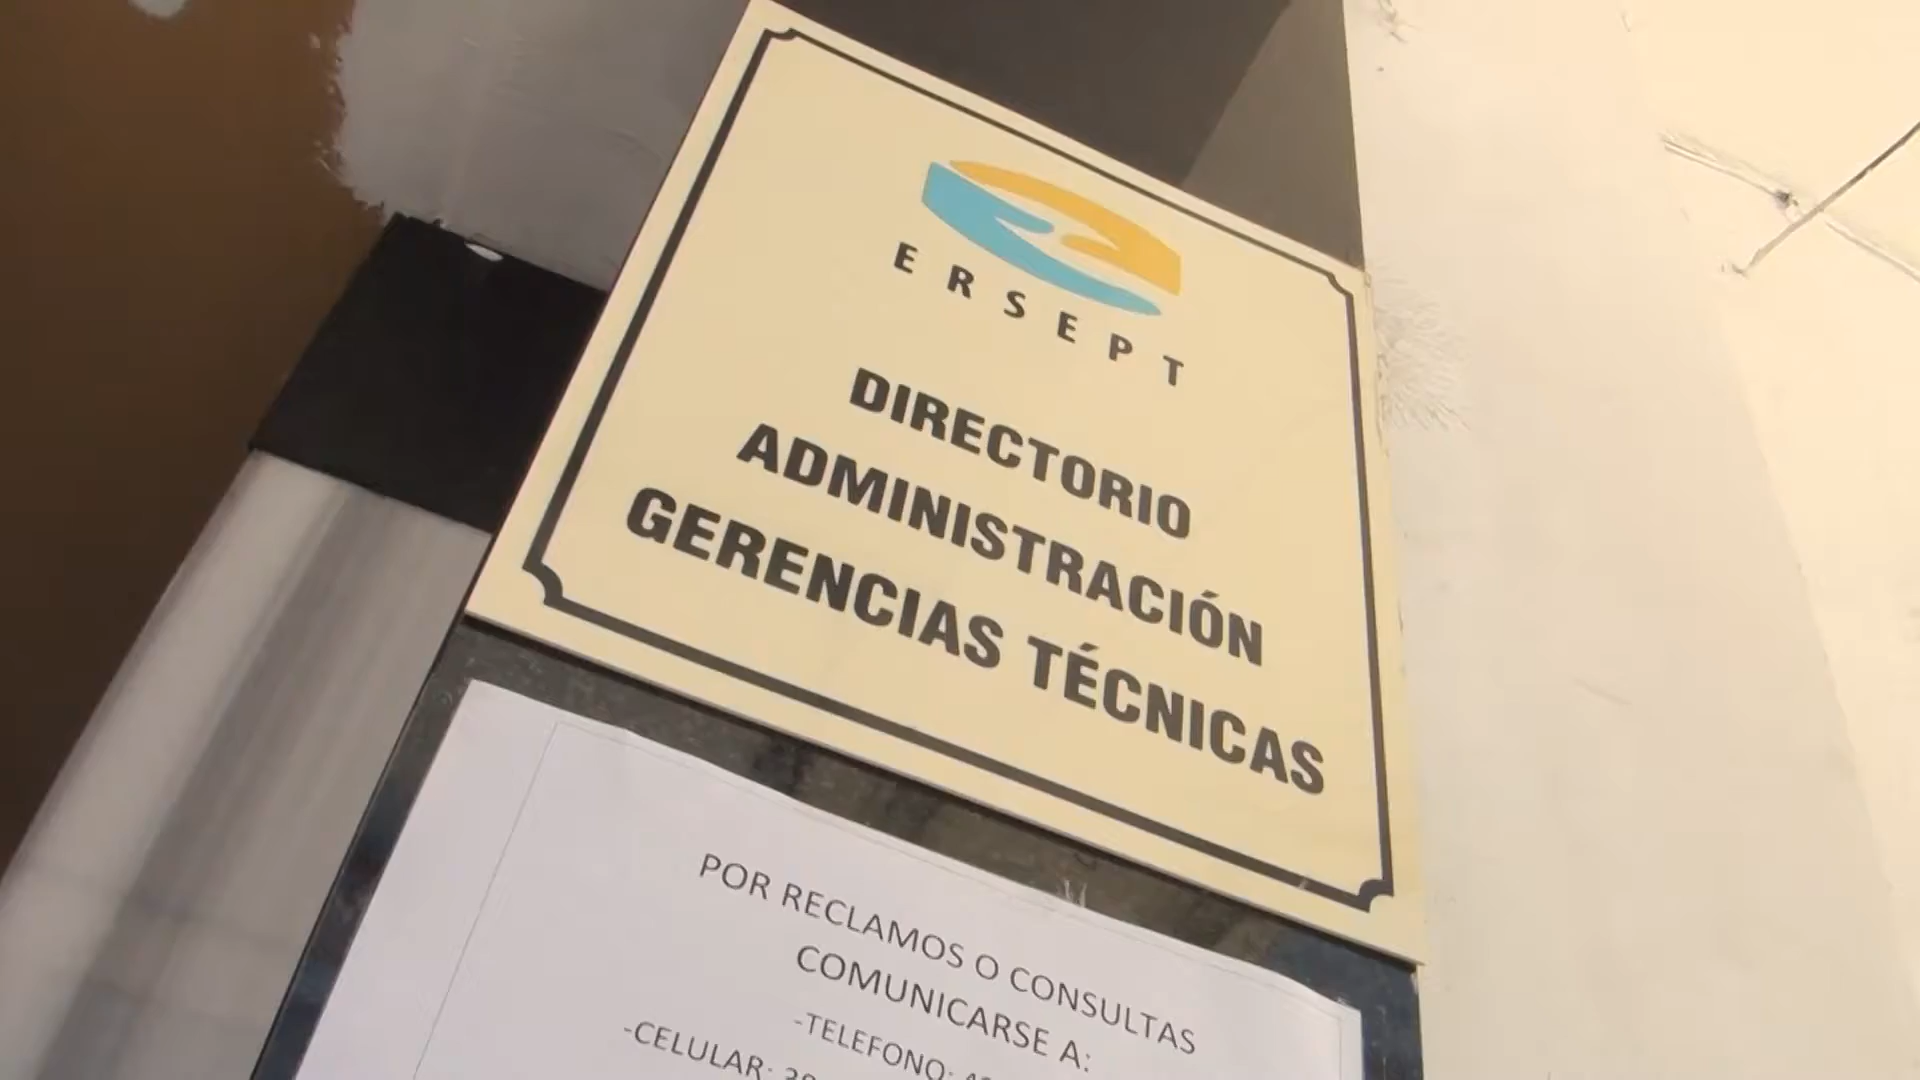 ERSEPT
DIRECTORIO
ADMINISTRACIÓN
GERENCIAS TÉCNICAS
POR RECLAMOS O CONSULTAS
COMUNICARSE A:
-TELEFONO:
-CELULAR: